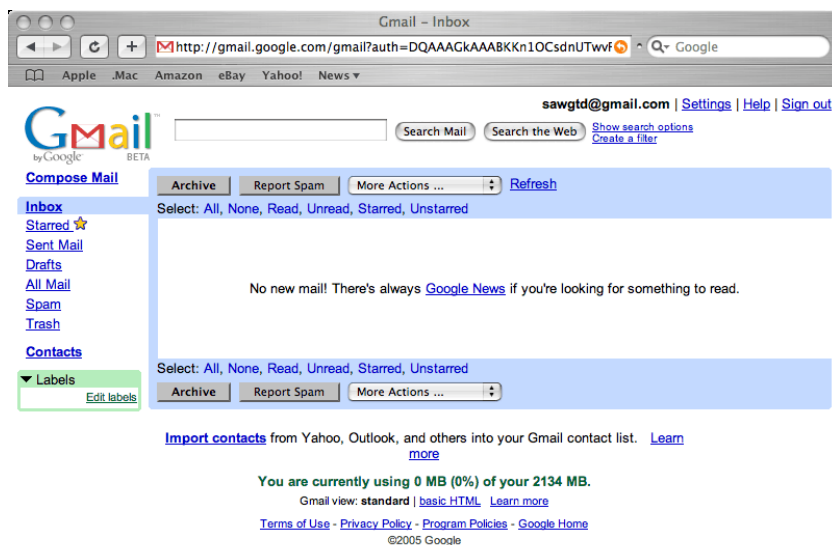 Gmail – Inbox
http://gmail.google.com/gmail?auth=DQAAAGkAAABKKn1OCsdnUTwvF
Google
Apple .Mac Amazon eBay Yahoo! News
sawgtd@gmail.com | Settings | Help | Sign out
Gmail™
by Google BETA
Search Mail Search the Web Show search options
Create a filter
Compose Mail
Archive Report Spam More Actions ... Refresh
Inbox
Select: All, None, Read, Unread, Starred, Unstarred
Starred
Sent Mail
Drafts
All Mail
No new mail! There's always Google News if you're looking for something to read.
Spam
Trash
Contacts
Select: All, None, Read, Unread, Starred, Unstarred
Labels
Archive Report Spam More Actions ...
Edit labels
Import contacts from Yahoo, Outlook, and others into your Gmail contact list. Learn
more
You are currently using 0 MB (0%) of your 2134 MB.
Gmail view: standard | basic HTML Learn more
Terms of Use - Privacy Policy - Program Policies - Google Home
©2005 Google